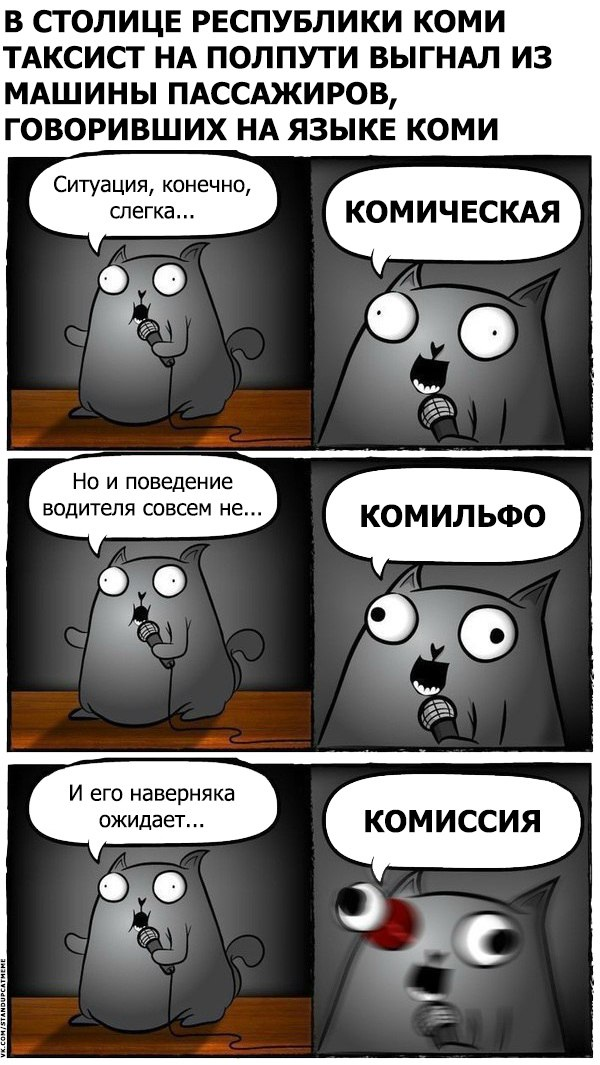 В СТОЛИЦЕ РЕСПУБЛИКИ КОМИ
ТАКСИСТ НА ПОЛПУТИ ВЫГНАЛ ИЗ
МАШИНЫ ПАССАЖИРОВ,
ГОВОРИВШИХ НА ЯЗЫКЕ КОМИ
Ситуация, конечно,
слегка...
КОМИЧЕСКАЯ
Но и поведение
водителя совсем не...
КОМИЛЬФО
И его наверняка
ожидает...
КОМИССИЯ
VK.COM/STANDUPCATMEME